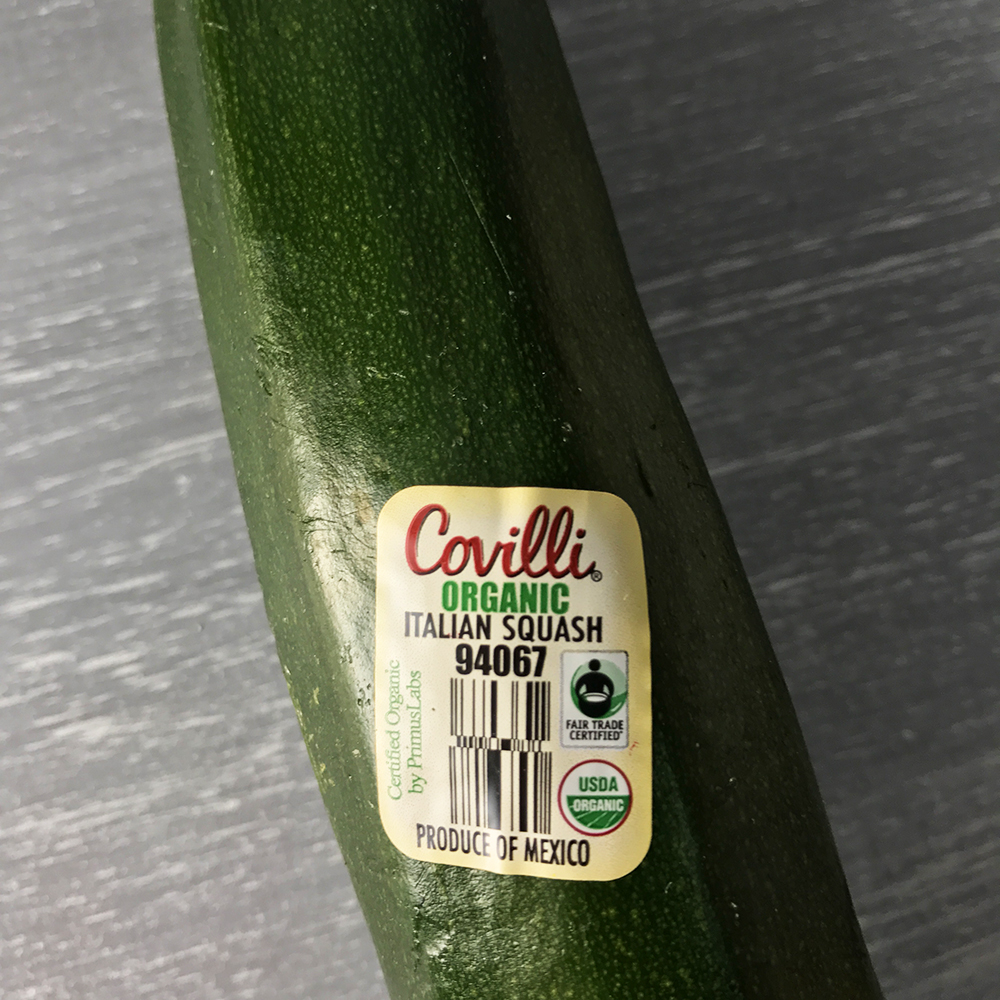 Covilli®
ORGANIC
ITALIAN SQUASH
94067
Certified Organic
by PrimusLabs
FAIR TRADE
CERTIFIED
USDA
ORGANIC
PRODUCE OF MEXICO